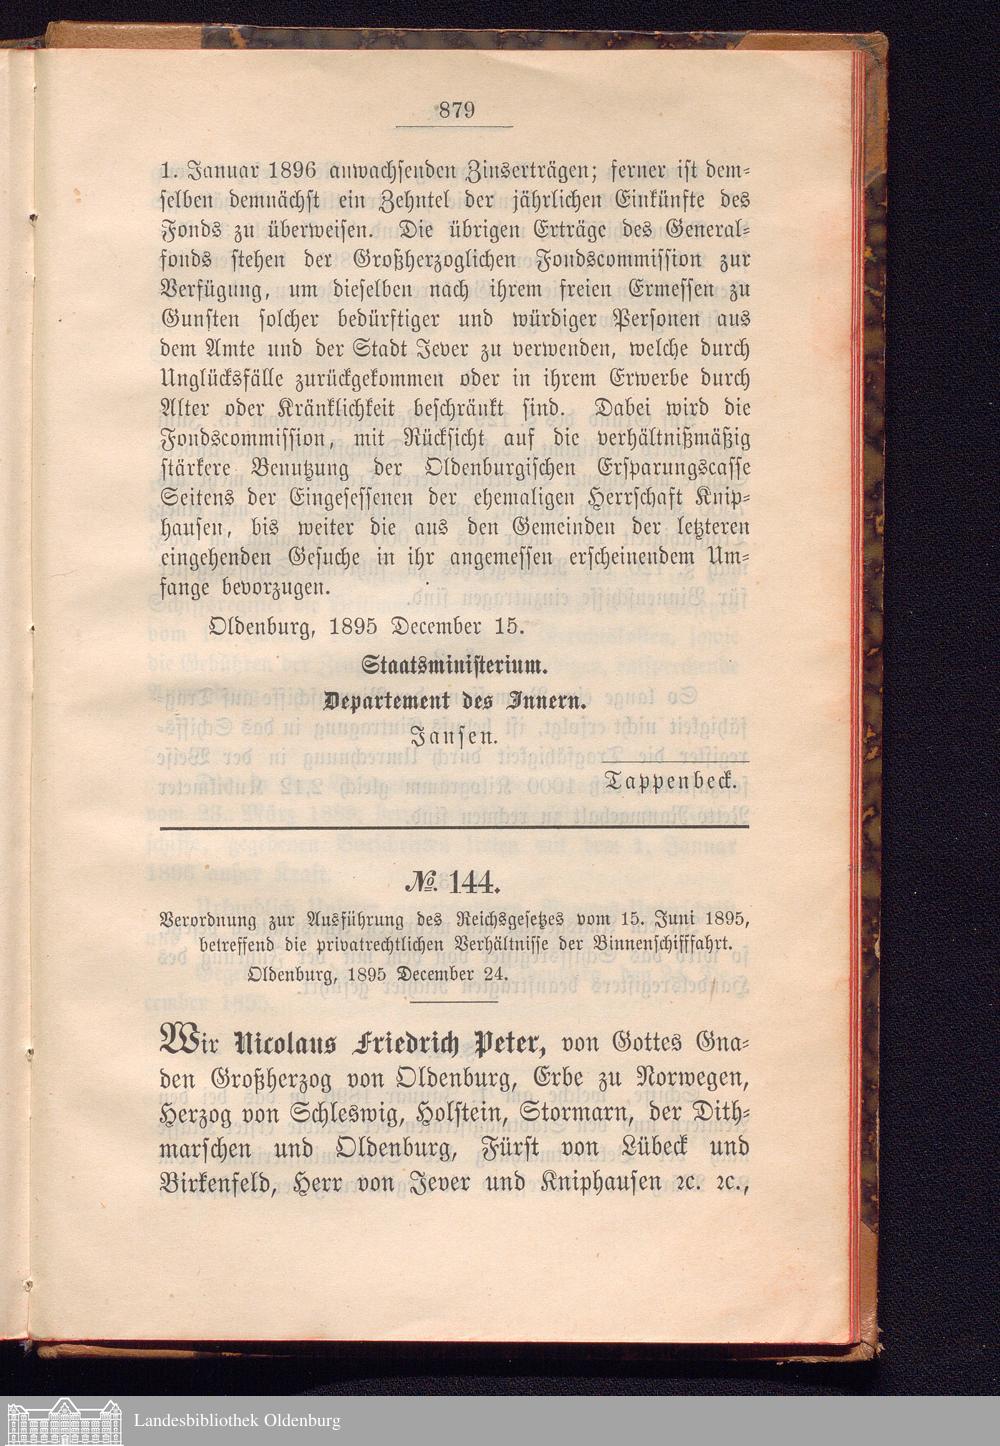 879
1. Januar 1896 anwachsenden Zinserträgen; ferner ist dem-
selben demnächst ein Zehntel der jährlichen Einkünfte des
Fonds zu überweisen. Die übrigen Erträge des General-
fonds stehen der Großherzoglichen Fondscommission zur
Verfügung, um dieselben nach ihrem freien Ermessen zu
Gunsten solcher bedürftiger und würdiger Personen aus
dem Amte und der Stadt Jever zu verwenden, welche durch
Unglücksfälle zurückgekommen oder in ihrem Erwerbe durch
Alter oder Kränklichkeit beschränkt sind. Dabei wird die
Fondscommission, mit Rücksicht auf die verhältnißmäßig
stärkere Benutzung der Oldenburgischen Ersparungscasse
Seitens der Eingesessenen der ehemaligen Herrschaft Knip-
hausen, bis weiter die aus den Gemeinden der letzteren
eingehenden Gesuche in ihr angemessen erscheinendem Um-
fange bevorzugen.
Oldenburg, 1895 December 15.
Staatsministerium.
Departement des Innern.
Jansen.
Tappenbeck.
№. 144.
Verordnung zur Ausführung des Reichsgesetzes vom 15. Juni 1895,
betreffend die privatrechtlichen Verhältnisse der Binnenschifffahrt.
Oldenburg, 1895 December 24.
Wir Nicolaus Friedrich Peter, von Gottes Gna-
den Großherzog von Oldenburg, Erbe zu Norwegen,
Herzog von Schleswig, Holstein, Stormarn, der Dith-
marschen und Oldenburg, Fürst von Lübeck und
Birkenfeld, Herr von Jever und Kniphausen ꝛc. ꝛc.,
Landesbibliothek Oldenburg